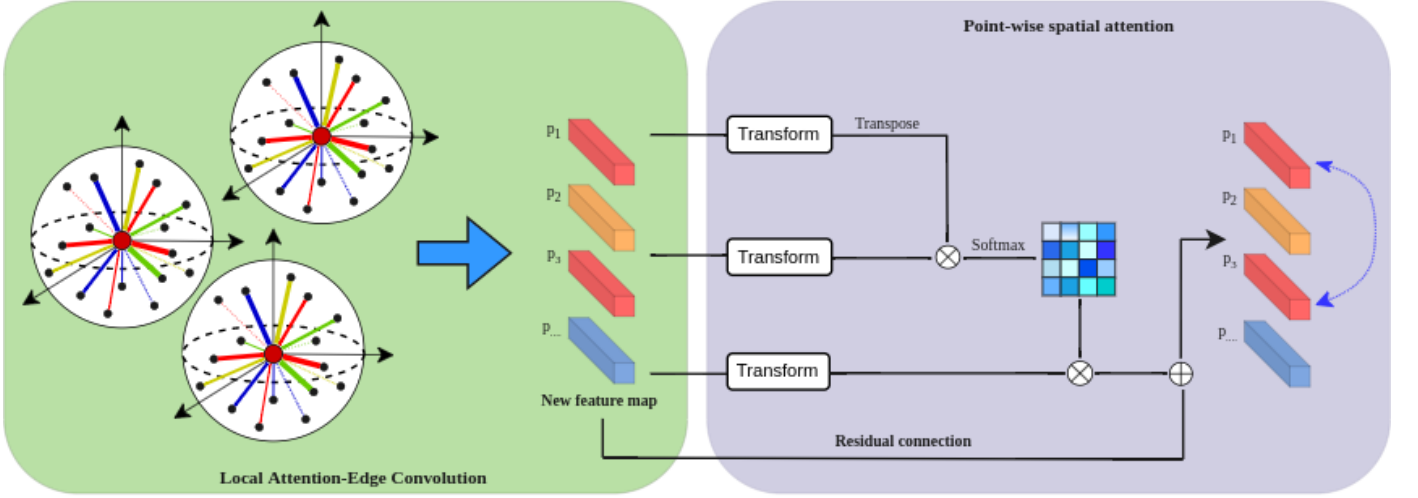 Point-wise spatial attention
p1
Transform
Transpose
p1
p2
p2
Transform
Softmax
p3
p3
p....
Transform
p....
New feature map
Residual connection
Local Attention-Edge Convolution